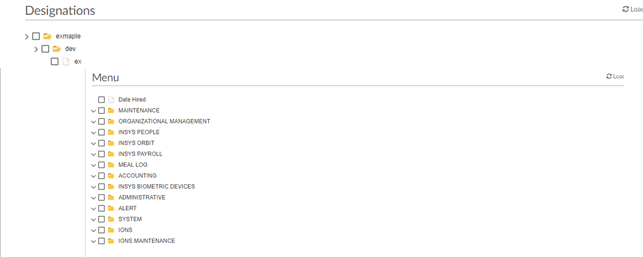 Designations
Load
exmaple
dev
ex
Menu
Load
Date Hired
MAINTENANCE
ORGANIZATIONAL MANAGEMENT
INSYS PEOPLE
INSYS ORBIT
INSYS PAYROLL
MEAL LOG
ACCOUNTING
INSYS BIOMETRIC DEVICES
ADMINISTRATIVE
ALERT
SYSTEM
IONS
IONS MAINTENANCE